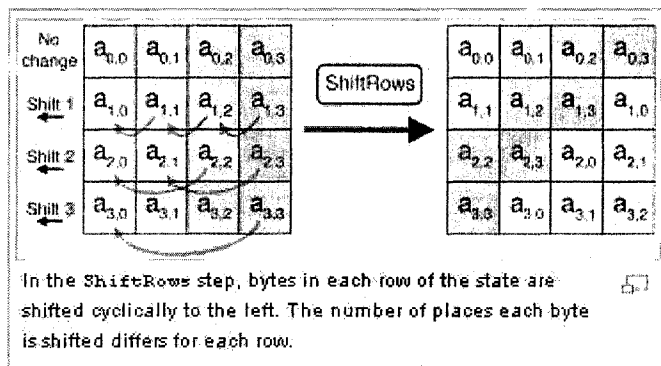 No change a0,0 a0,1 a0,2 a0,3
Shift 1 a1,0 a1,1 a1,2 a1,3
Shift 2 a2,0 a2,1 a2,2 a2,3
Shift 3 a3,0 a3,1 a3,2 a3,3
ShiftRows
a0,0 a0,1 a0,2 a0,3
a1,1 a1,2 a1,3 a1,0
a2,2 a2,3 a2,0 a2,1
a3,3 a3,0 a3,1 a3,2
In the ShiftRows step, bytes in each row of the state are
shifted cyclically to the left. The number of places each byte
is shifted differs for each row.